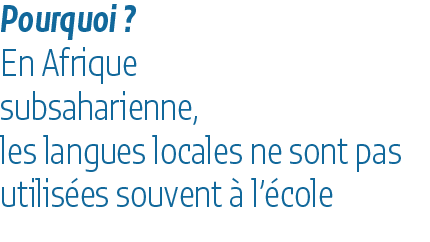 Pourquoi ?
En Afrique
subsaharienne,
les langues locales ne sont pas
utilisées souvent à l’école